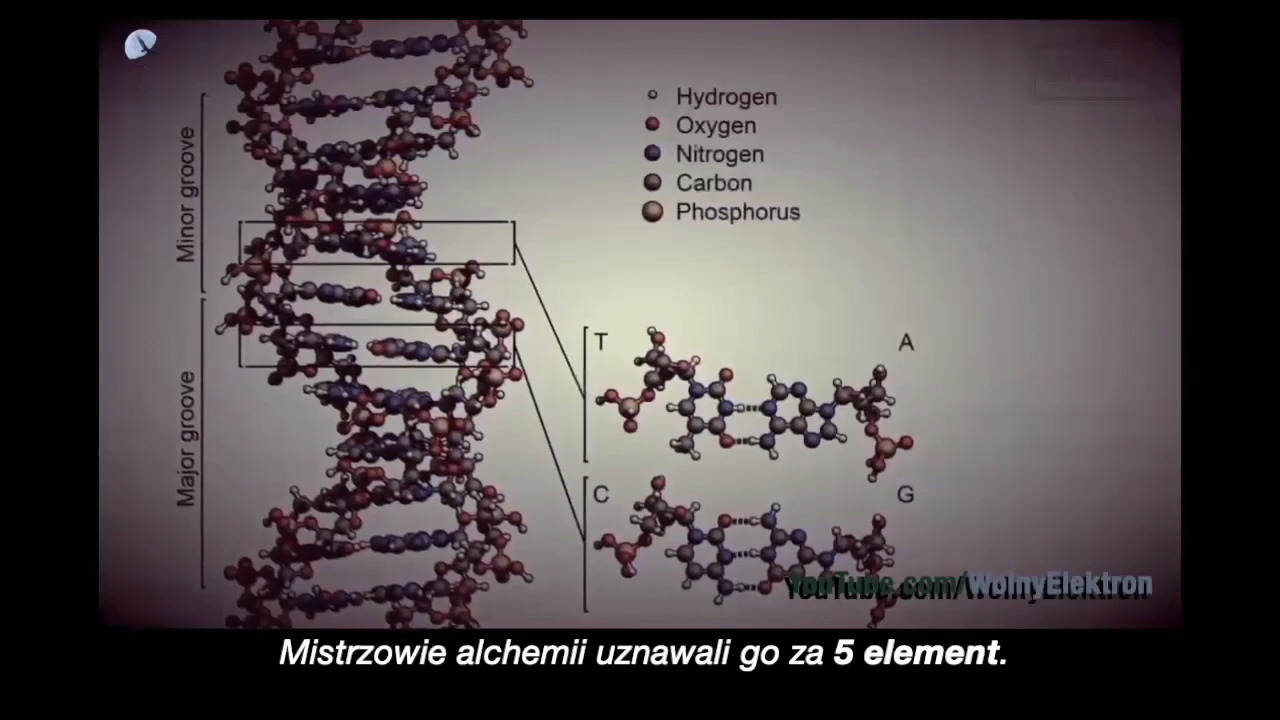 Minor groove
Major groove
Hydrogen
Oxygen
Nitrogen
Carbon
Phosphorus
T
A
C
G
YouTube.com/WolnyElektron
Mistrzowie alchemii uznawali go za 5 element.